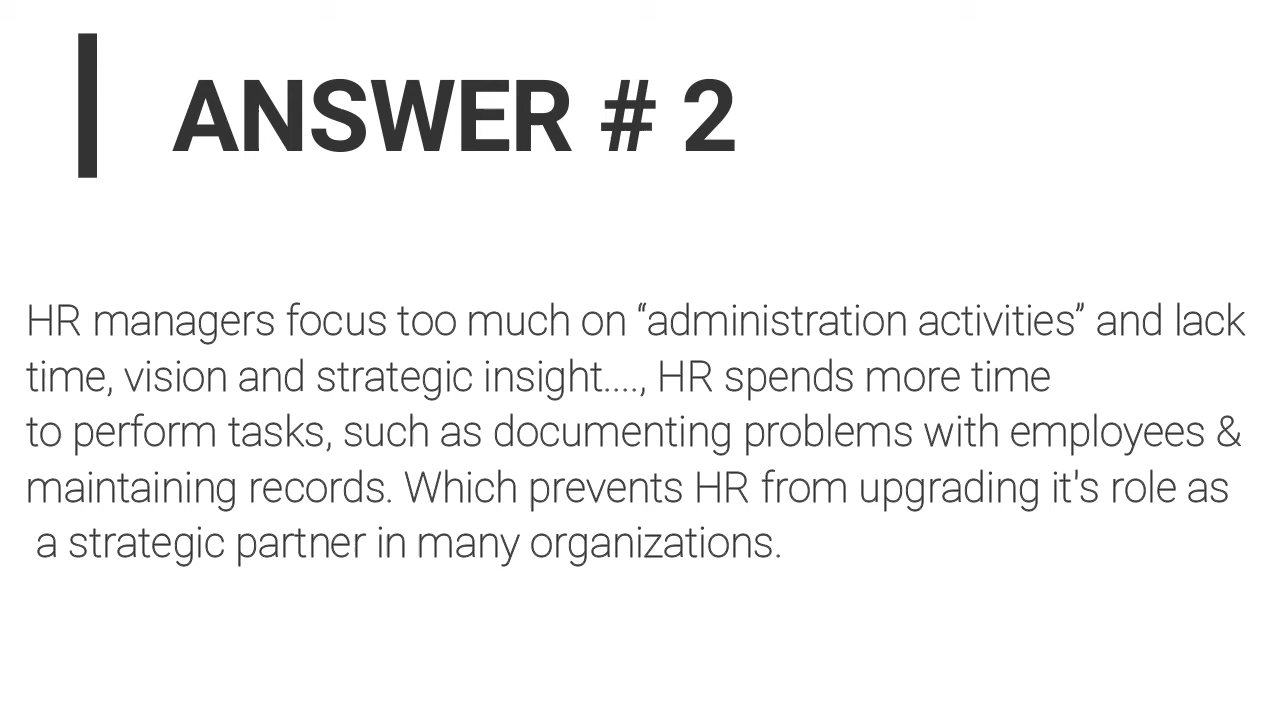 ANSWER # 2
HR managers focus too much on “administration activities” and lack
time, vision and strategic insight...., HR spends more time
to perform tasks, such as documenting problems with employees &
maintaining records. Which prevents HR from upgrading it's role as
a strategic partner in many organizations.